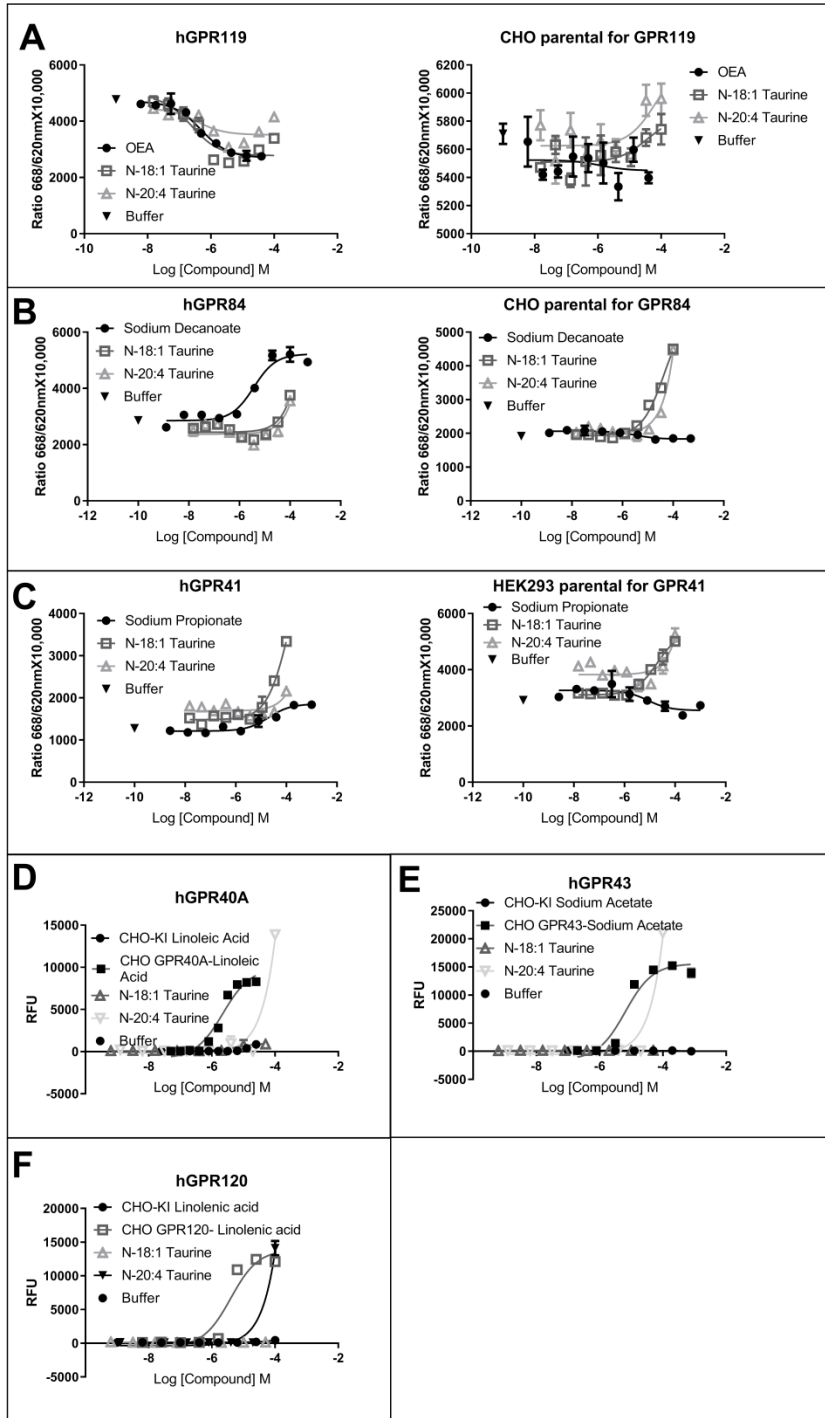 A
hGPR119
Ratio 668/620nmX10,000
6000
4000
2000
0
OEA
N-18:1 Taurine
N-20:4 Taurine
Buffer
-10
-8
-6
-4
-2
Log [Compound] M
CHO parental for GPR119
Ratio 668/620nmX10,000
6200
6000
5800
5600
5400
5200
5000
OEA
N-18:1 Taurine
N-20:4 Taurine
Buffer
-10
-8
-6
-4
-2
Log [Compound] M
B
hGPR84
Ratio 668/620nmX10,000
6000
4000
2000
0
Sodium Decanoate
N-18:1 Taurine
N-20:4 Taurine
Buffer
-12
-10
-8
-6
-4
-2
Log [Compound] M
CHO parental for GPR84
Ratio 668/620nmX10,000
5000
4000
3000
2000
1000
0
Sodium Decanoate
N-18:1 Taurine
N-20:4 Taurine
Buffer
-12
-10
-8
-6
-4
-2
Log [Compound] M
C
hGPR41
Ratio 668/620nmX10,000
4000
3000
2000
1000
0
Sodium Propionate
N-18:1 Taurine
N-20:4 Taurine
Buffer
-12
-10
-8
-6
-4
-2
Log [Compound] M
HEK293 parental for GPR41
Ratio 668/620nmX10,000
6000
4000
2000
0
Sodium Propionate
N-18:1 Taurine
N-20:4 Taurine
Buffer
-12
-10
-8
-6
-4
-2
Log [Compound] M
D
hGPR40A
RFU
15000
10000
5000
0
-5000
CHO-KI Linoleic Acid
CHO GPR40A-Linoleic
Acid
N-18:1 Taurine
N-20:4 Taurine
Buffer
-8
-6
-4
-2
Log [Compound] M
E
hGPR43
RFU
25000
20000
15000
10000
5000
0
-5000
CHO-KI Sodium Acetate
CHO GPR43-Sodium Acetate
N-18:1 Taurine
N-20:4 Taurine
Buffer
-8
-6
-4
-2
Log [Compound] M
F
hGPR120
RFU
20000
15000
10000
5000
0
-5000
CHO-KI Linolenic acid
CHO GPR120- Linolenic acid
N-18:1 Taurine
N-20:4 Taurine
Buffer
-8
-6
-4
-2
Log [Compound] M